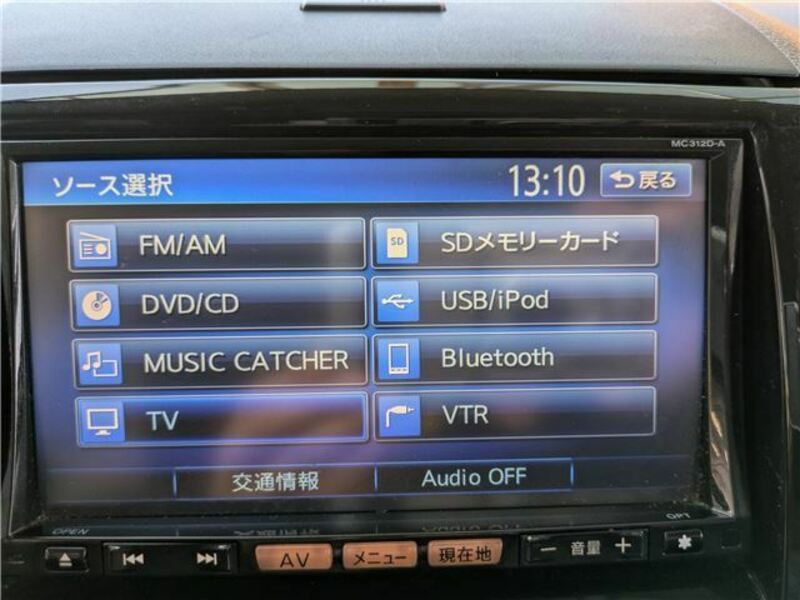 MC312D-A
ソース選択 13:10 戻る
FM/AM SD SDメモリーカード
DVD/CD USB/iPod
MUSIC CATCHER Bluetooth
TV VTR
交通情報 Audio OFF
OPEN OPT
AV メニュー 現在地 − 音量 +